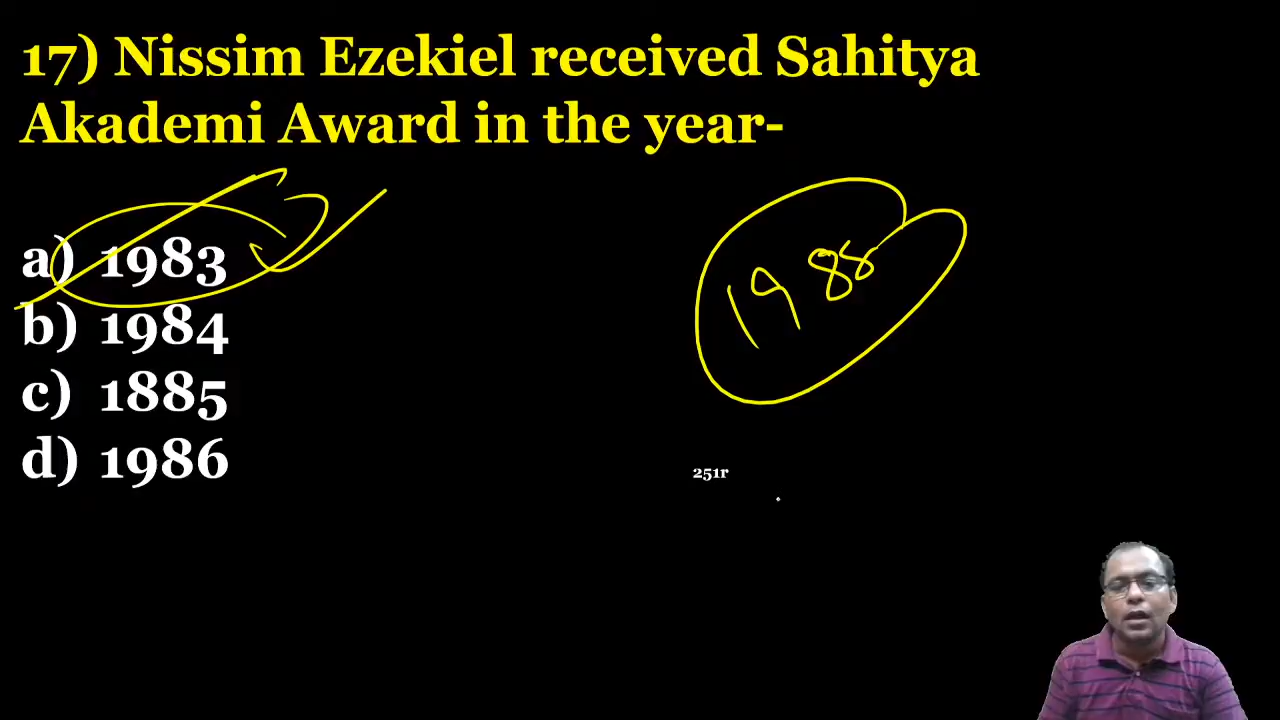 17) Nissim Ezekiel received Sahitya
Akademi Award in the year-
a) 1983
b) 1984
c) 1885
d) 1986
1988
251r